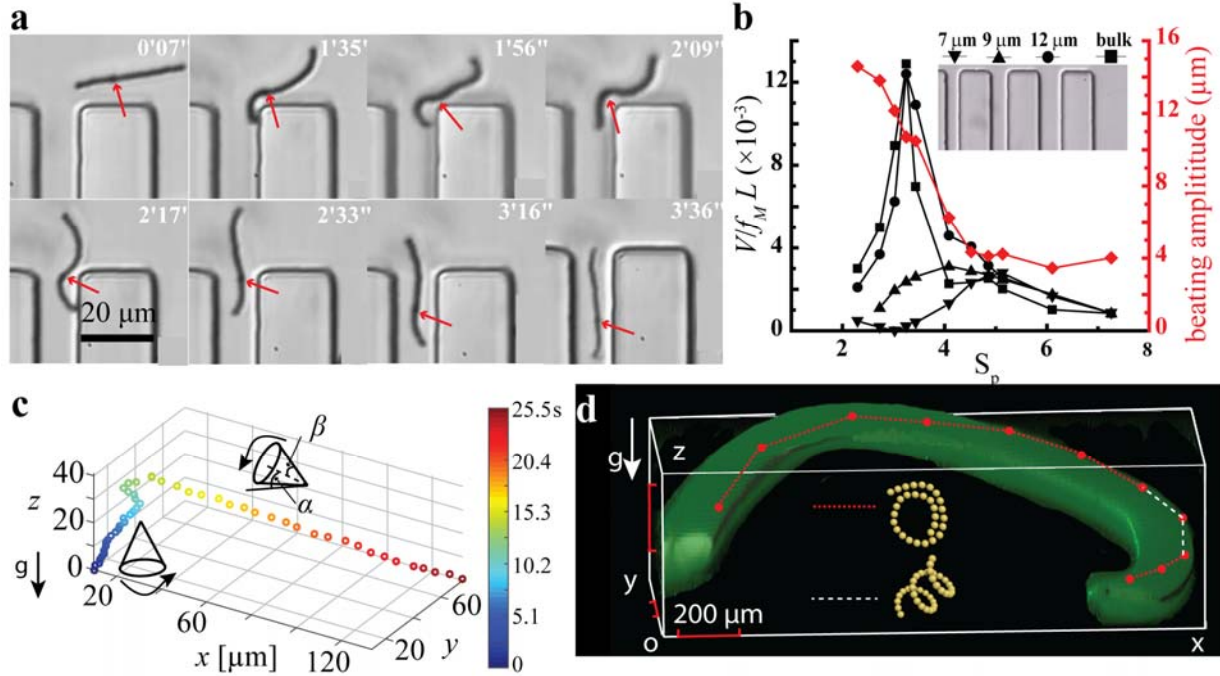 a
0'07"
1'35'
1'56"
2'09"
2'17'
2'33"
3'16"
3'36"
20 μm
b
7 μm 9 μm 12 μm bulk
V/f_M L (×10⁻³)
12
8
4
0
2 4 6 8
S_p
16
12
8
4
0
beating amplititude (μm)
c
z
40
20
0
g
β
α
20
60
120
x [μm]
20
60
y
25.5s
20.4
15.3
10.2
5.1
0
d
g
z
y
o
200 μm
x